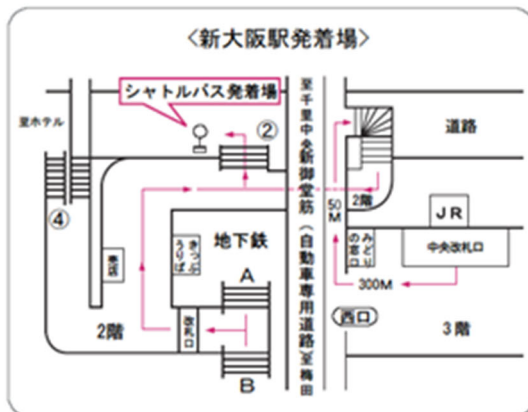 〈新大阪駅発着場〉
シャトルバス発着場
至ホテル
②
④
至千里中央
新御堂筋(自動車専用道路)
至梅田
道路
2階
50M
JR
中央改札口
みどりの窓口
300M
西口
3階
地下鉄
きっぷうりば
売店
A
改札口
B
2階